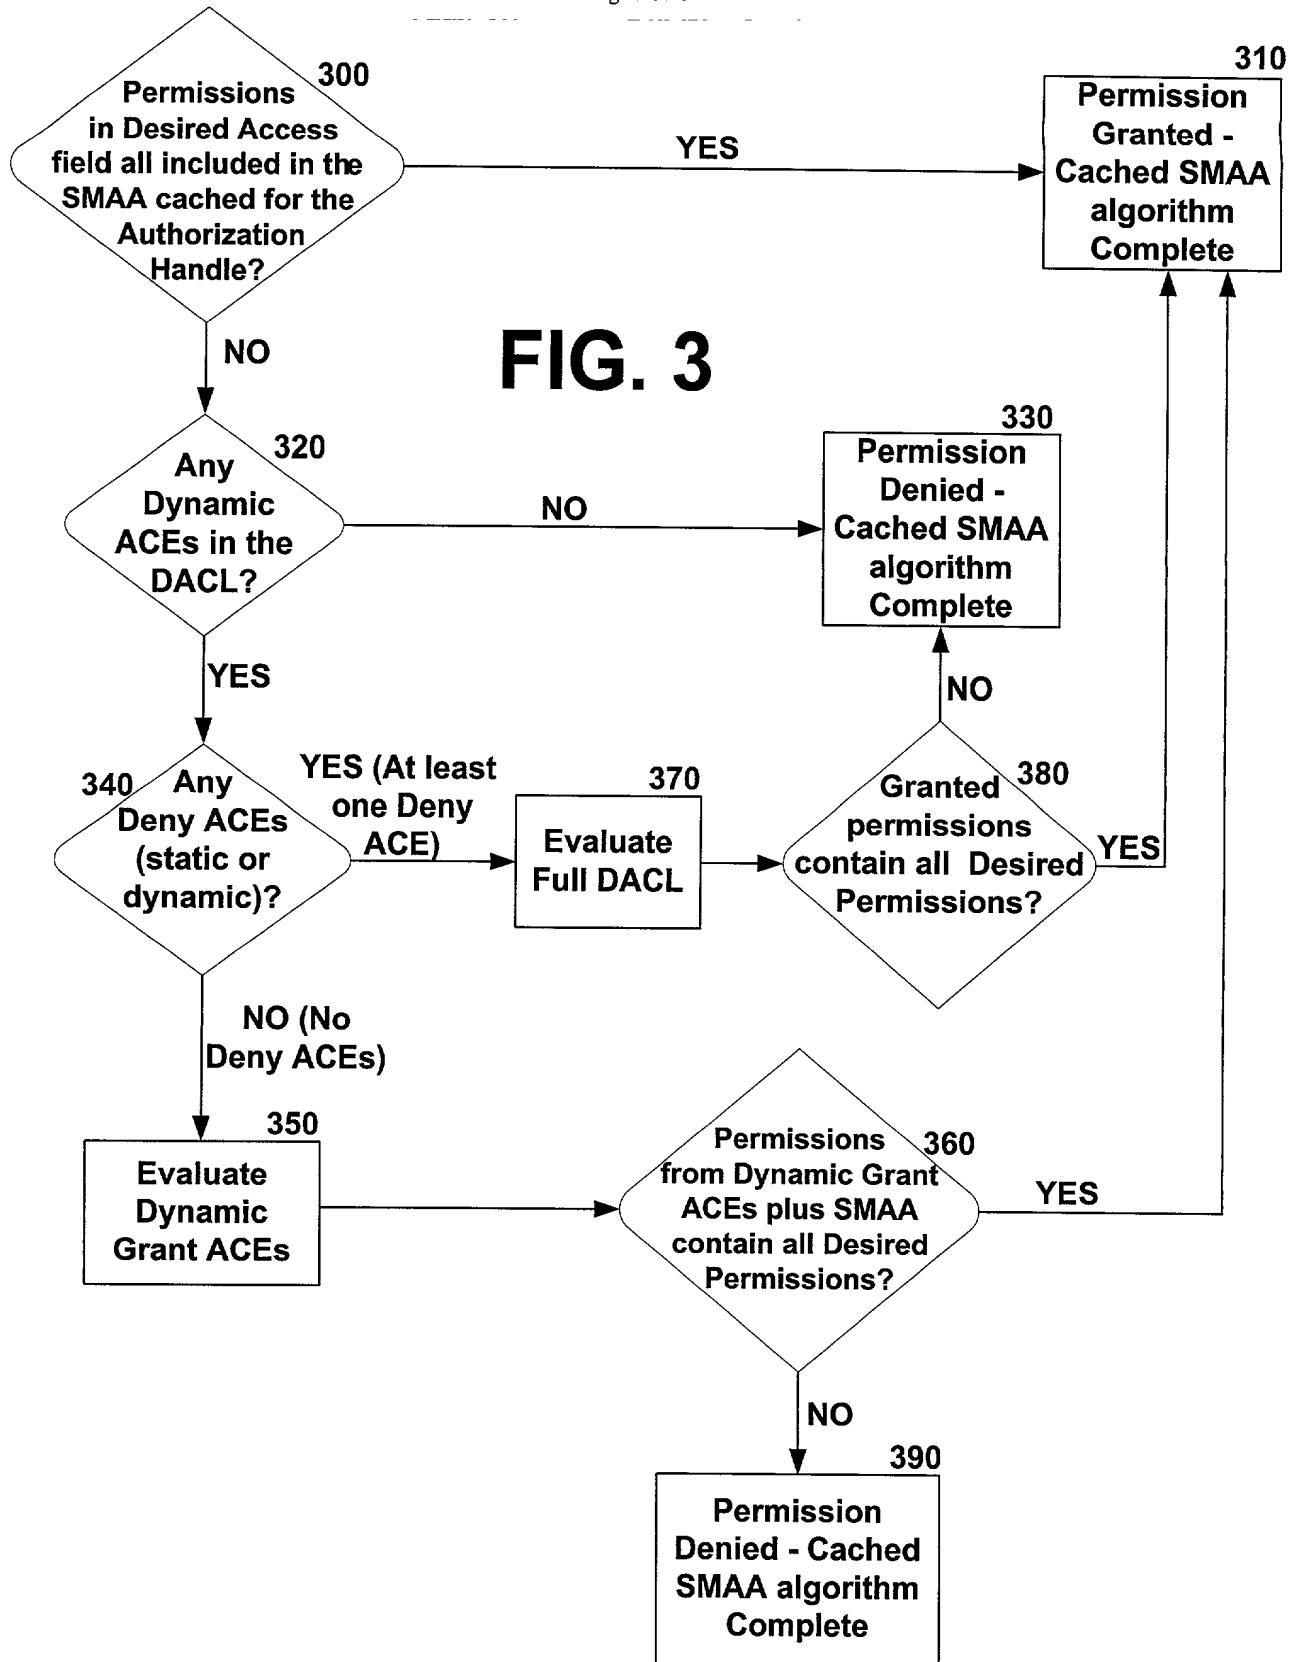 300
Permissions
in Desired Access
field all included in the
SMAA cached for the
Authorization
Handle?
YES
310
Permission
Granted -
Cached SMAA
algorithm
Complete
NO
FIG. 3
320
Any
Dynamic
ACEs in the
DACL?
NO
330
Permission
Denied -
Cached SMAA
algorithm
Complete
YES
NO
340
Any
Deny ACEs
(static or
dynamic)?
YES (At least
one Deny
ACE)
370
Evaluate
Full DACL
380
Granted
permissions
contain all Desired
Permissions?
YES
NO (No
Deny ACEs)
350
Evaluate
Dynamic
Grant ACEs
360
Permissions
from Dynamic Grant
ACEs plus SMAA
contain all Desired
Permissions?
YES
NO
390
Permission
Denied - Cached
SMAA algorithm
Complete